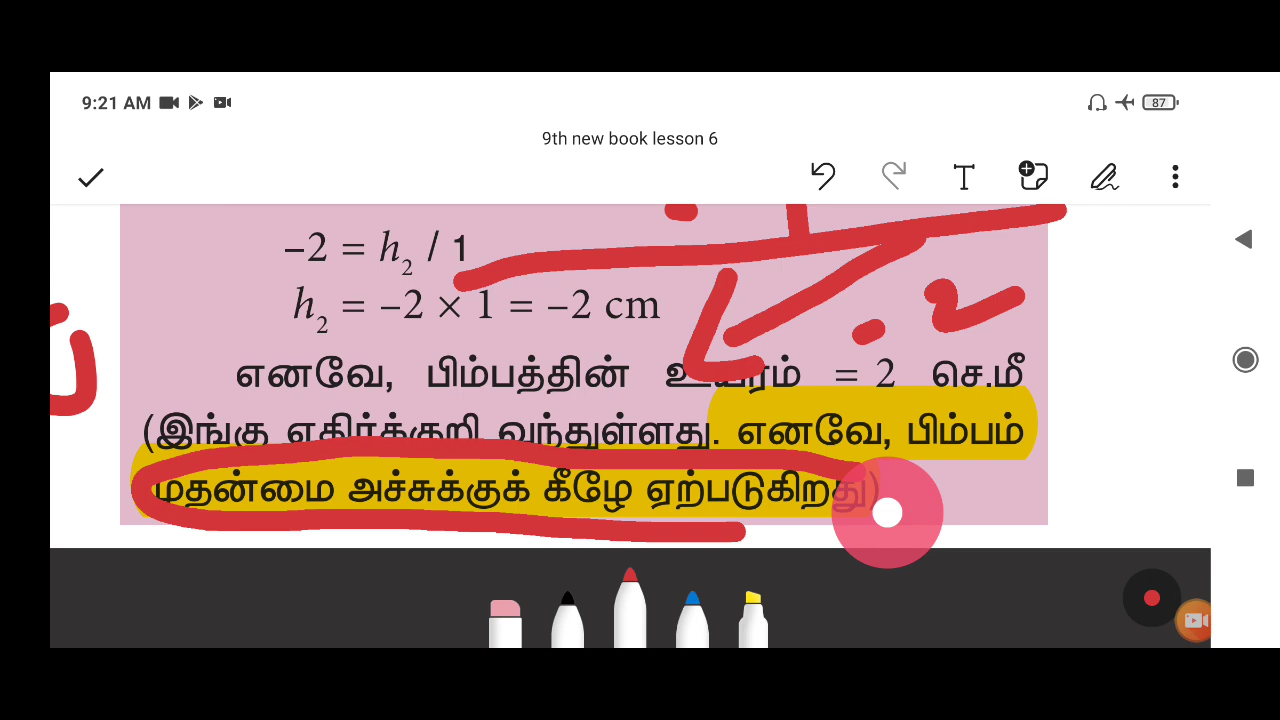 9:21 AM
87
9th new book lesson 6
T
−2 = h₂ / 1
h₂ = −2 × 1 = −2 cm
எனவே, பிம்பத்தின் உயரம் = 2 செ.மீ
(இங்கு எதிர்க்குறி வந்துள்ளது. எனவே, பிம்பம்
முதன்மை அச்சுக்குக் கீழே ஏற்படுகிறது)